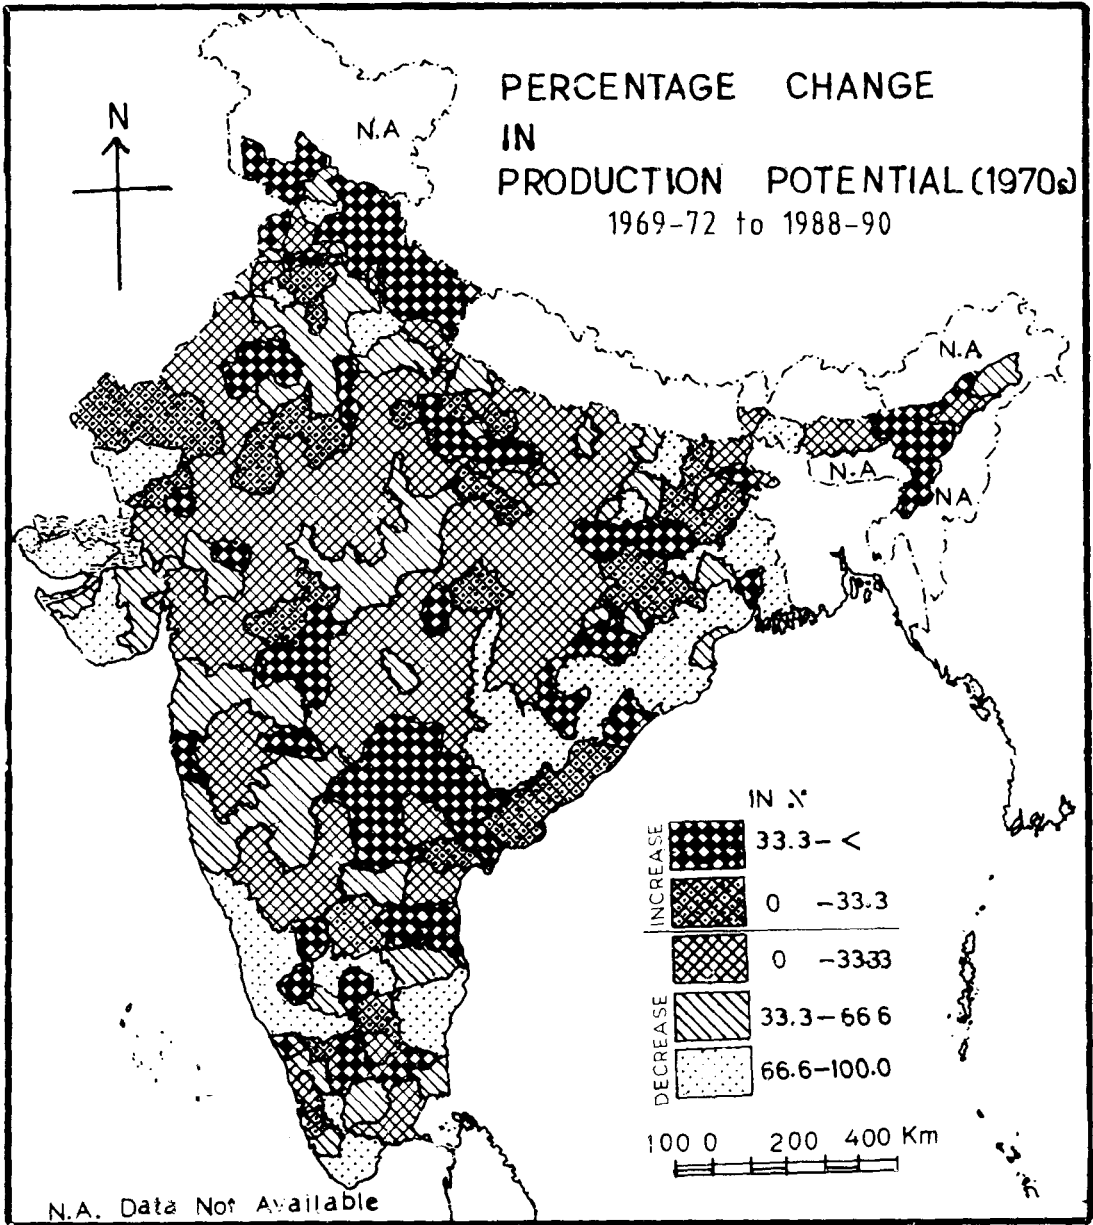 PERCENTAGE CHANGE
IN
PRODUCTION POTENTIAL (1970s)
1969-72 to 1988-90
N
N.A
N.A
N.A
NA
IN %
INCREASE
33.3-<
0 -33.3
DECREASE
0 -33.33
33.3-66.6
66.6-100.0
100 0 200 400 Km
N.A. Data Not Available